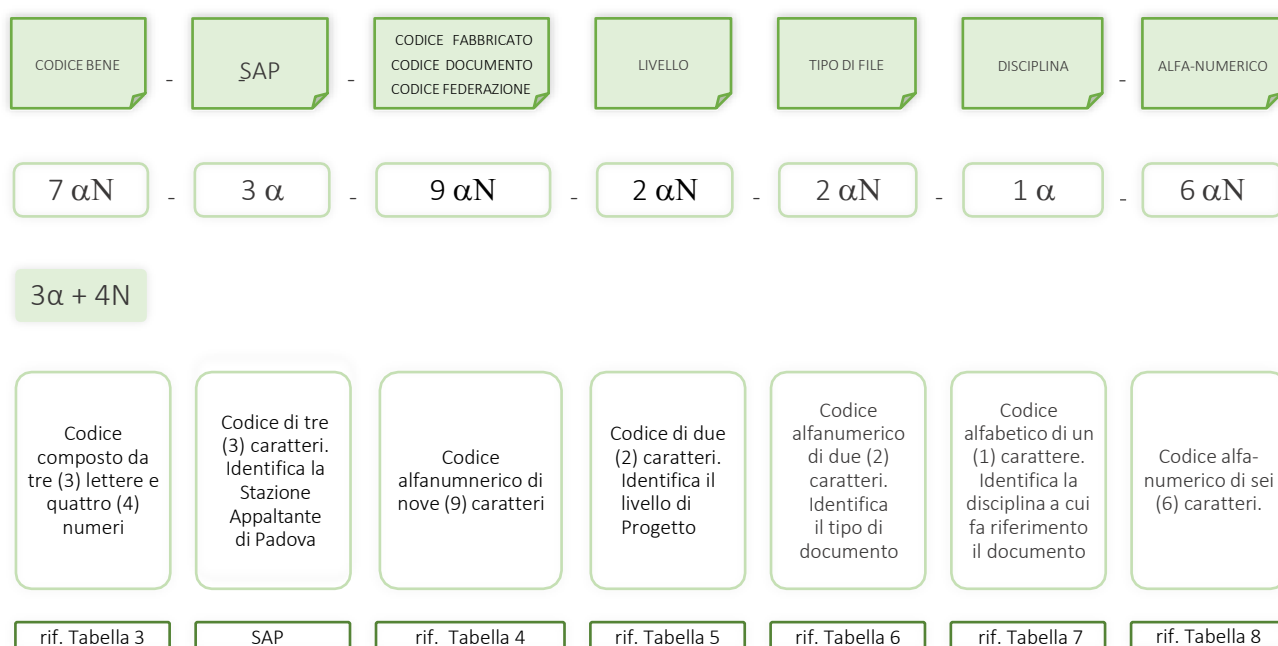 CODICE BENE
-
SAP
-
CODICE FABBRICATO
CODICE DOCUMENTO
CODICE FEDERAZIONE
LIVELLO
TIPO DI FILE
DISCIPLINA
-
ALFA-NUMERICO
7 αN
-
3 α
-
9 αN
-
2 αN
-
2 αN
-
1 α
-
6 αN
3α + 4N
Codice
composto da
tre (3) lettere e
quattro (4)
numeri
Codice di tre
(3) caratteri.
Identifica la
Stazione
Appaltante
di Padova
Codice
alfanumnerico di
nove (9) caratteri
Codice di due
(2) caratteri.
Identifica il
livello di
Progetto
Codice
alfanumerico
di due (2)
caratteri.
Identifica
il tipo di
documento
Codice
alfabetico di un
(1) carattere.
Identifica la
disciplina a cui
fa riferimento
il documento
Codice alfa-
numerico di sei
(6) caratteri.
rif. Tabella 3
SAP
rif. Tabella 4
rif. Tabella 5
rif. Tabella 6
rif. Tabella 7
rif. Tabella 8